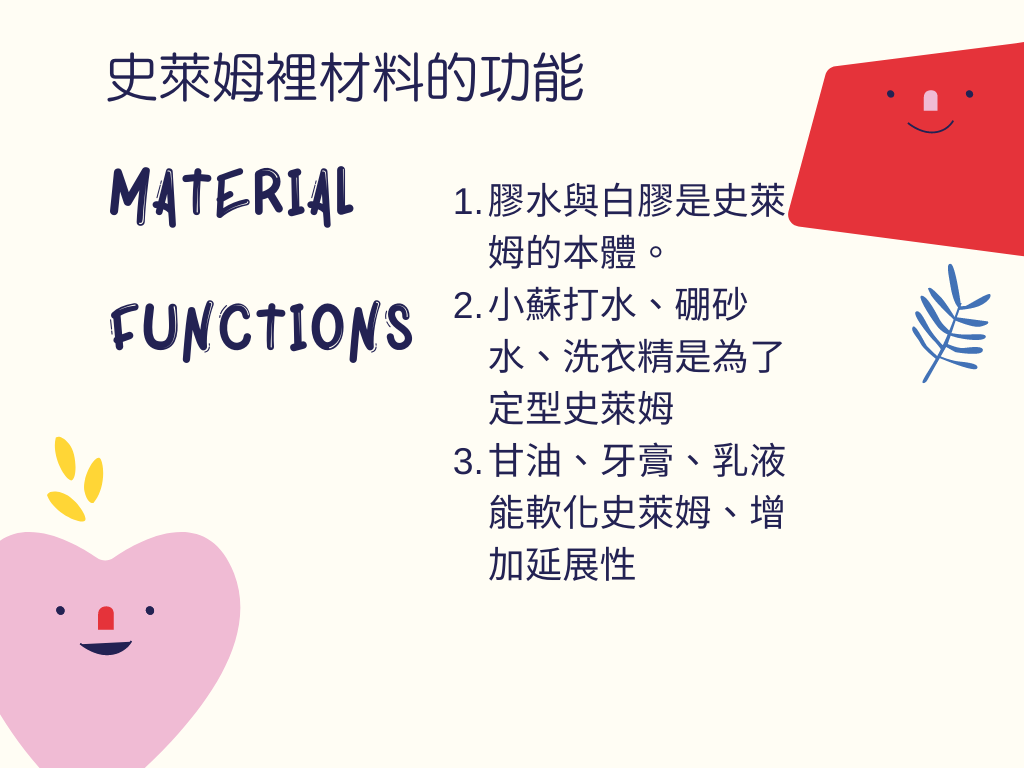 史萊姆裡材料的功能
MATERIAL
FUNCTIONS
1. 膠水與白膠是史萊
姆的本體。
2. 小蘇打水、硼砂
水、洗衣精是為了
定型史萊姆
3. 甘油、牙膏、乳液
能軟化史萊姆、增
加延展性